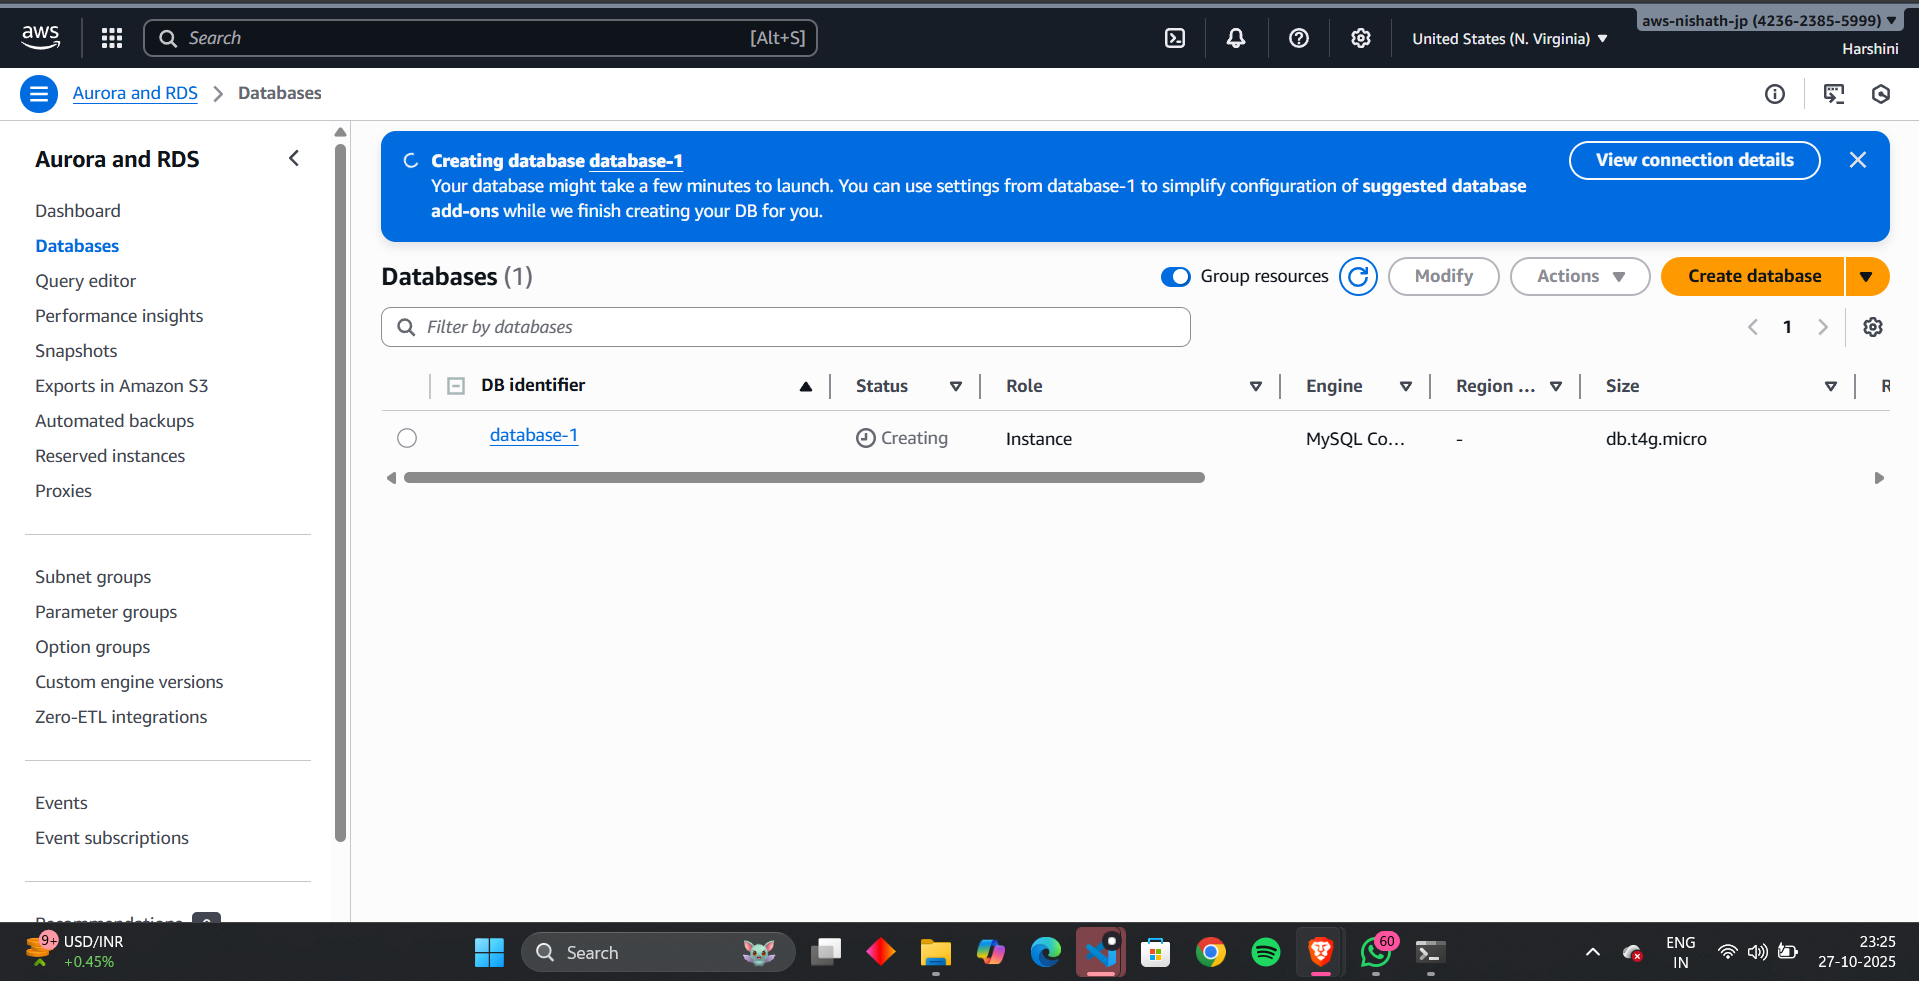 aws
Search
[Alt+S]
United States (N. Virginia)
aws-nishath-jp (4236-2385-5999)
Harshini
Aurora and RDS
Databases
Aurora and RDS
Dashboard
Databases
Query editor
Performance insights
Snapshots
Exports in Amazon S3
Automated backups
Reserved instances
Proxies
Subnet groups
Parameter groups
Option groups
Custom engine versions
Zero-ETL integrations
Events
Event subscriptions
Recommendations
Creating database database-1
View connection details
Your database might take a few minutes to launch. You can use settings from database-1 to simplify configuration of suggested database
add-ons while we finish creating your DB for you.
Databases (1)
Group resources
Modify
Actions
Create database
Filter by databases
1
DB identifier
Status
Role
Engine
Region ...
Size
R
database-1
Creating
Instance
MySQL Co...
-
db.t4g.micro
9+
USD/INR
+0.45%
Search
60
ENG
IN
23:25
27-10-2025